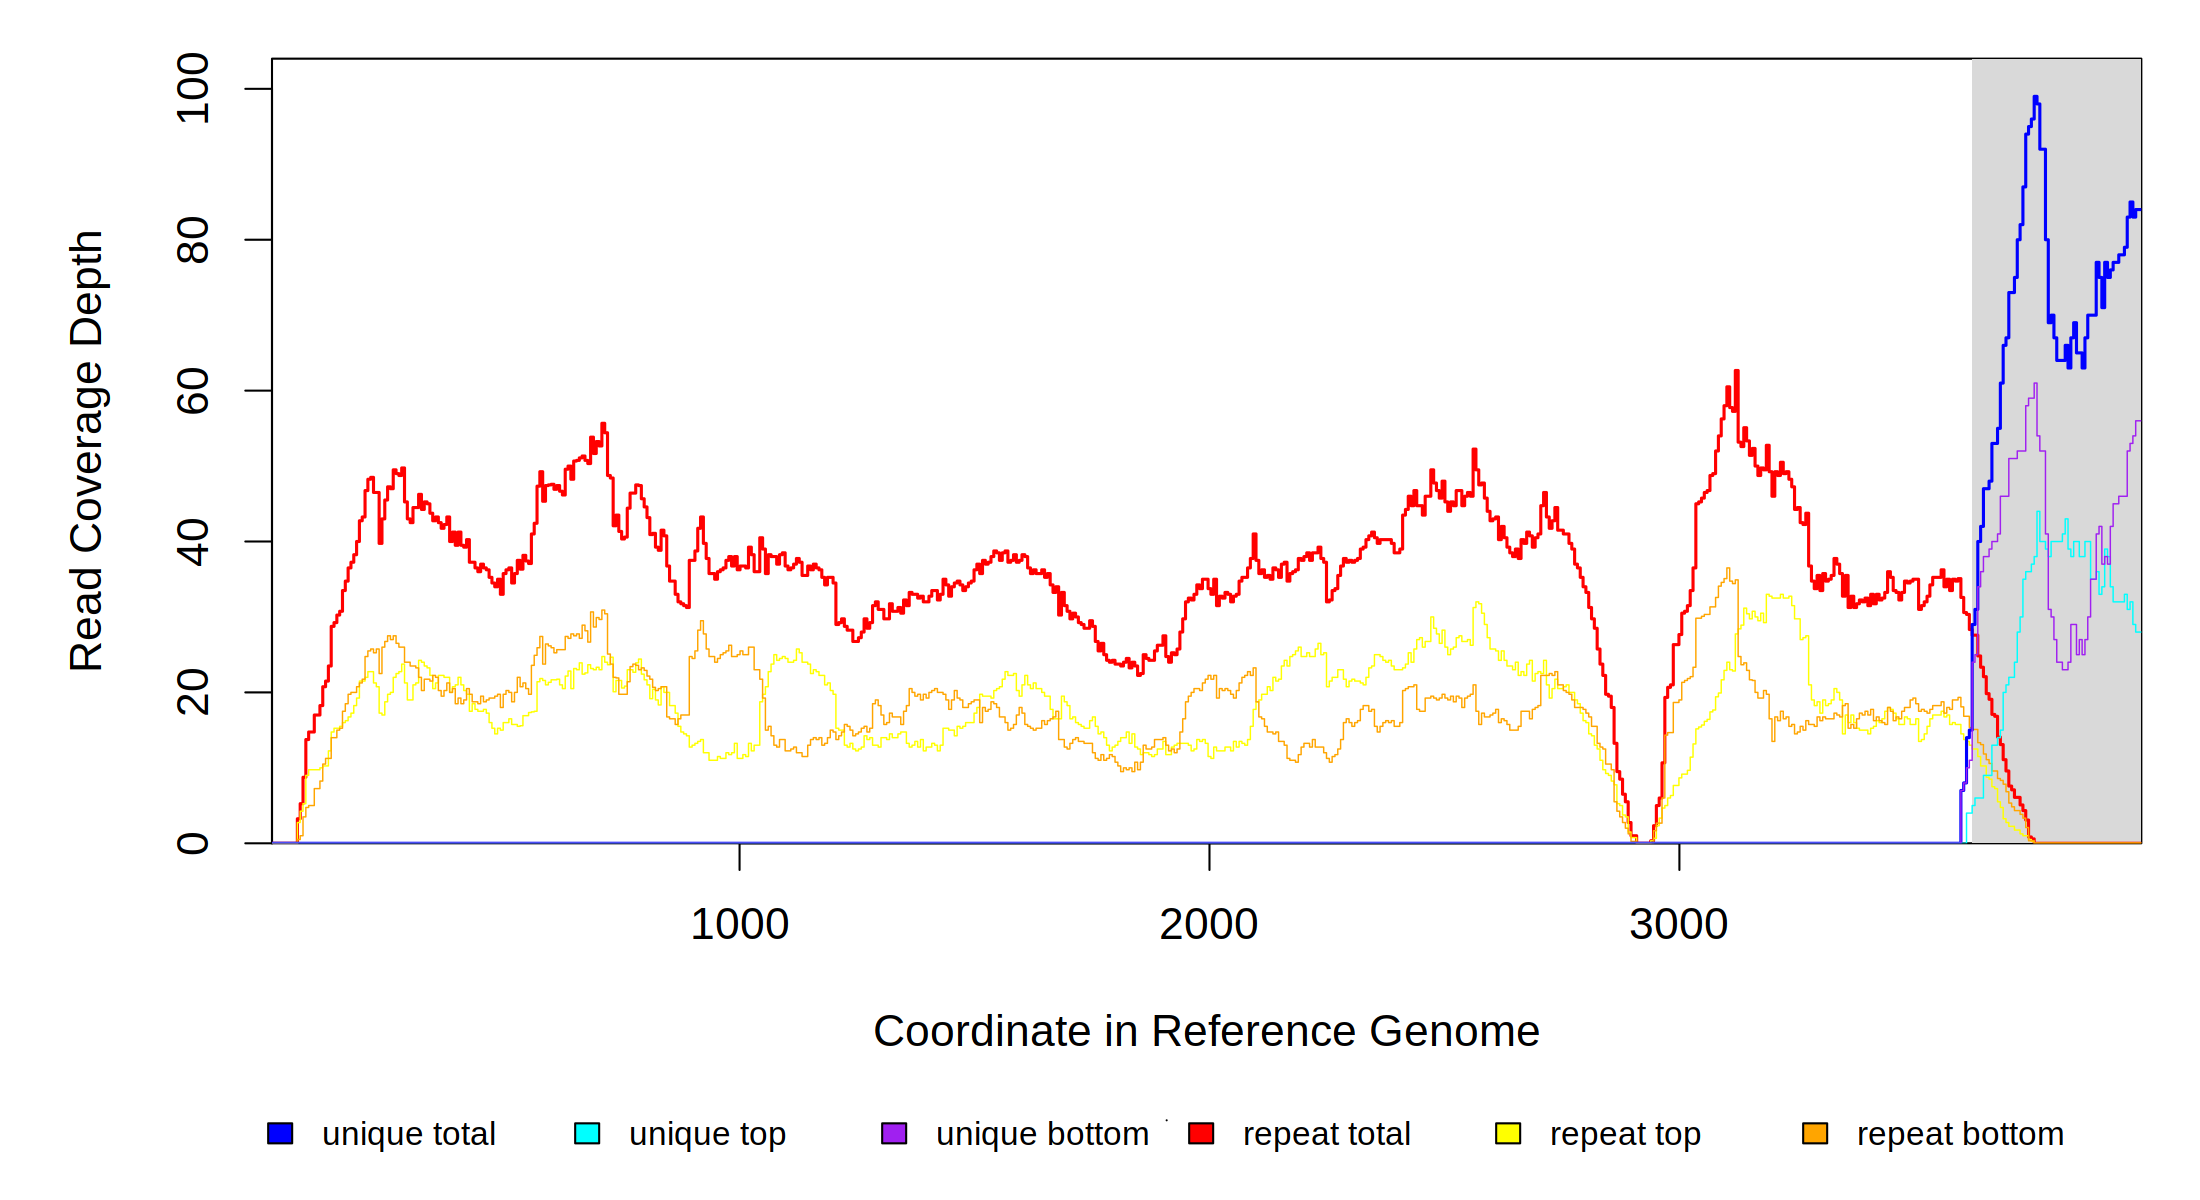 100
80
60
40
20
0
Read Coverage Depth
1000 2000 3000
Coordinate in Reference Genome
unique total unique top unique bottom repeat total repeat top repeat bottom